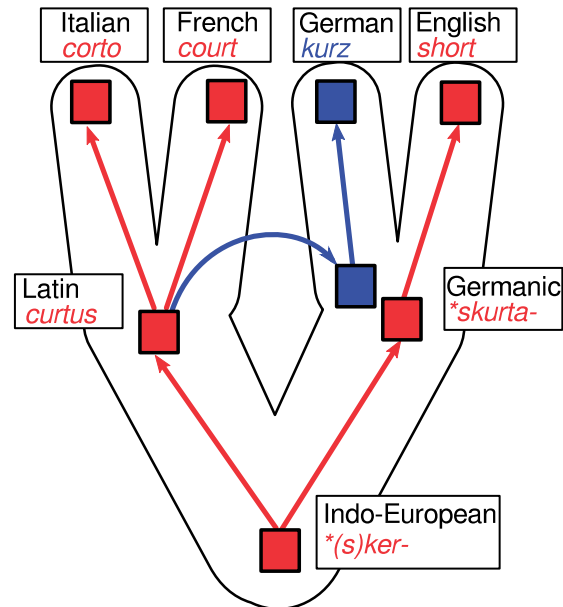 Italian
corto
French
court
German
kurz
English
short
Latin
curtus
Germanic
*skurta-
Indo-European
*(s)ker-